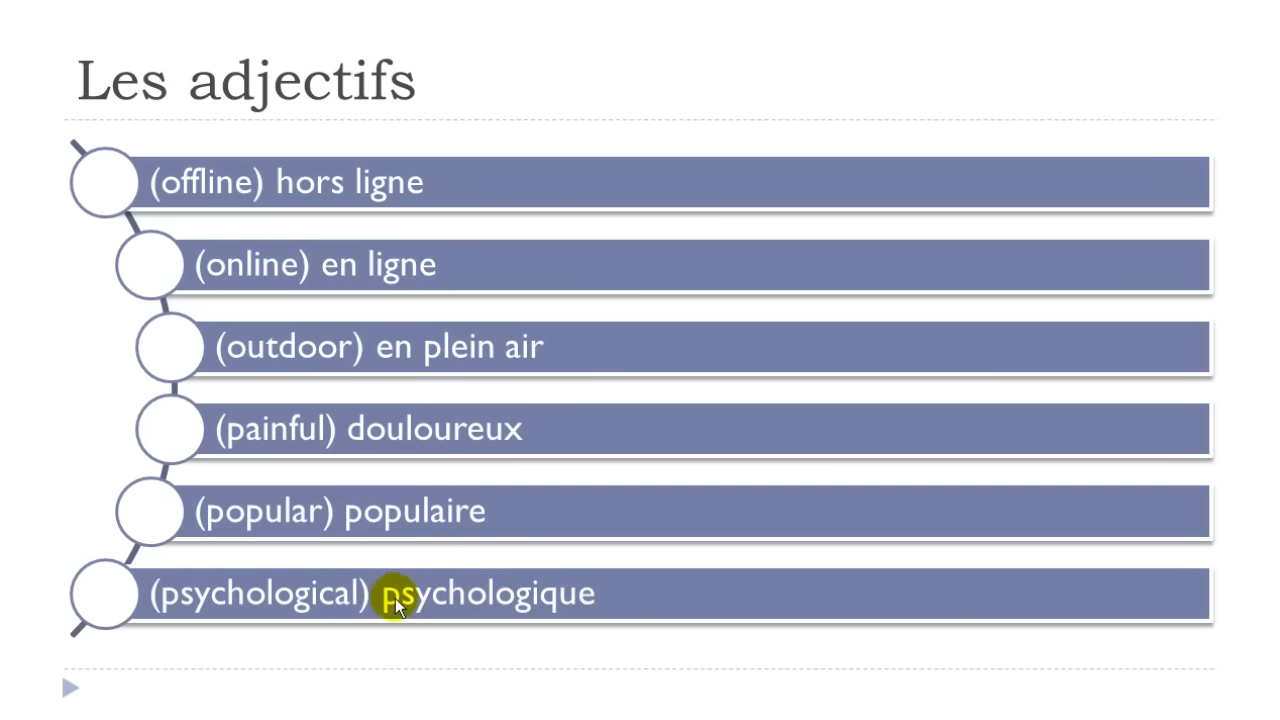 Les adjectifs
(offline) hors ligne
(online) en ligne
(outdoor) en plein air
(painful) douloureux
(popular) populaire
(psychological) psychologique